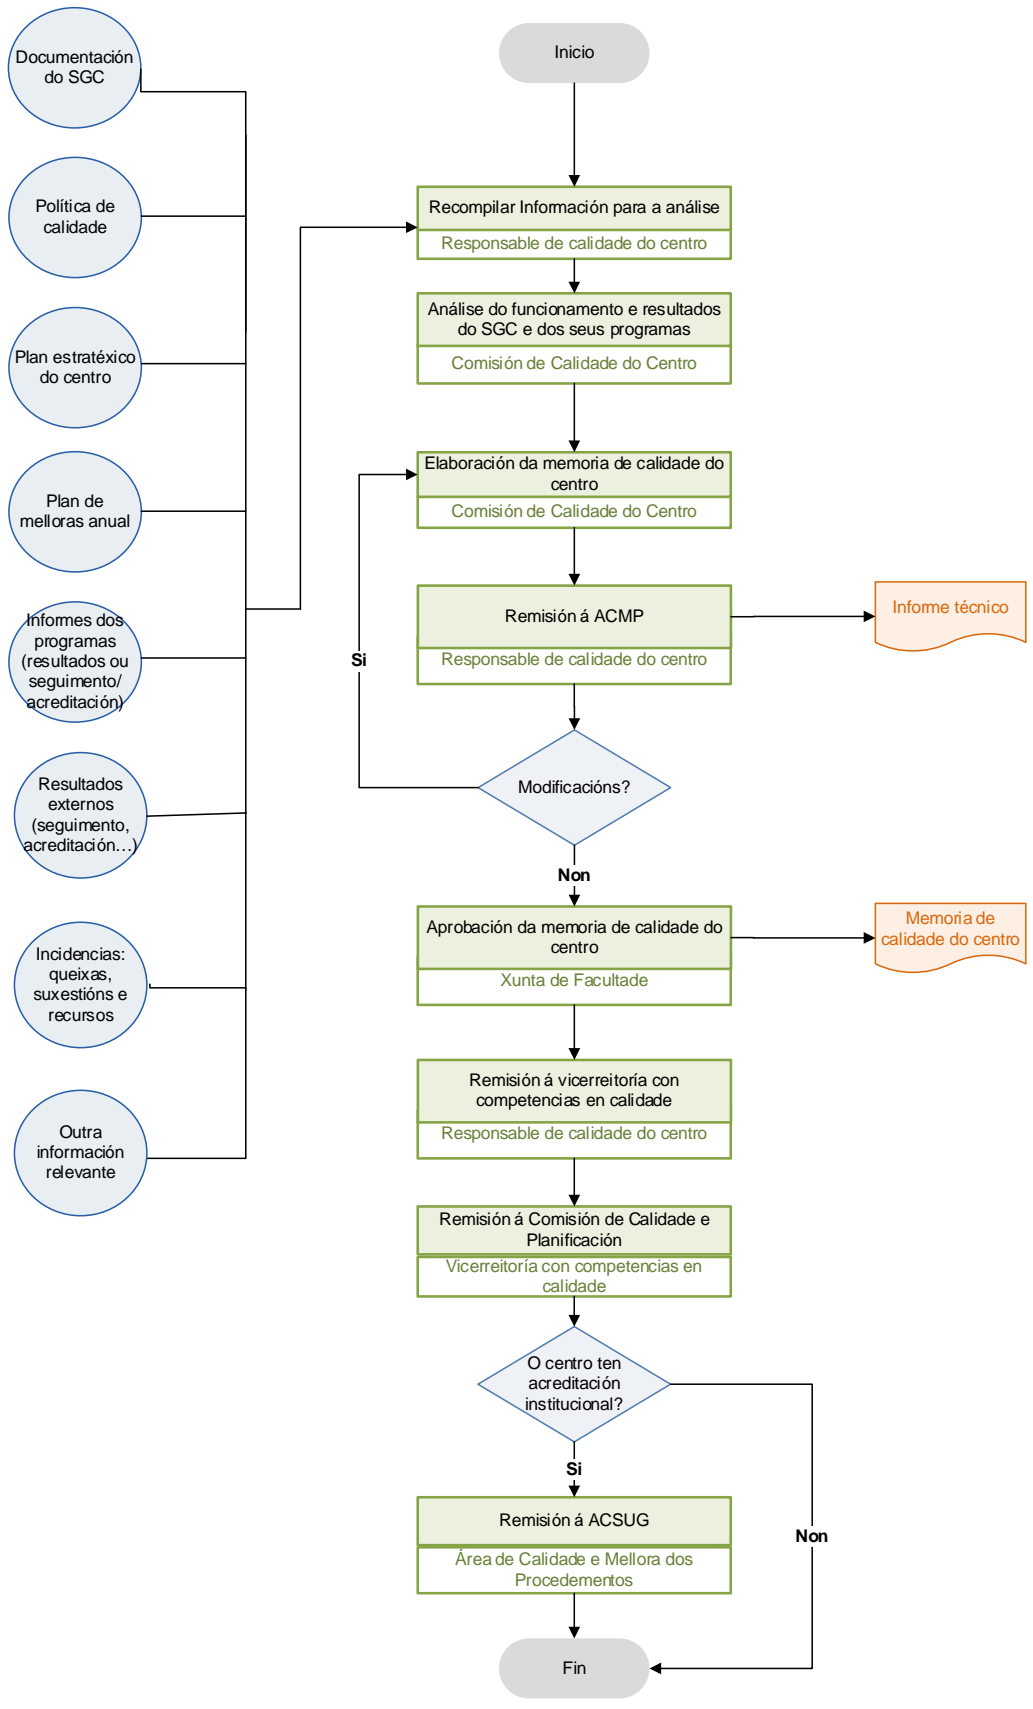 Documentación
do SGC
Política de
calidade
Plan estratéxico
do centro
Plan de
melloras anual
Informes dos
programas
(resultados ou
seguimento/
acreditación)
Resultados
externos
(seguimento,
acreditación…)
Incidencias:
queixas,
suxestións e
recursos
Outra
información
relevante
Inicio
Recompilar Información para a análise
Responsable de calidade do centro
Análise do funcionamento e resultados
do SGC e dos seus programas
Comisión de Calidade do Centro
Elaboración da memoria de calidade do
centro
Comisión de Calidade do Centro
Remisión á ACMP
Responsable de calidade do centro
Informe técnico
Si
Modificacións?
Non
Aprobación da memoria de calidade do
centro
Xunta de Facultade
Memoria de
calidade do centro
Remisión á vicerreitoría con
competencias en calidade
Responsable de calidade do centro
Remisión á Comisión de Calidade e
Planificación
Vicerreitoría con competencias en
calidade
O centro ten
acreditación
institucional?
Si
Non
Remisión á ACSUG
Área de Calidade e Mellora dos
Procedementos
Fin